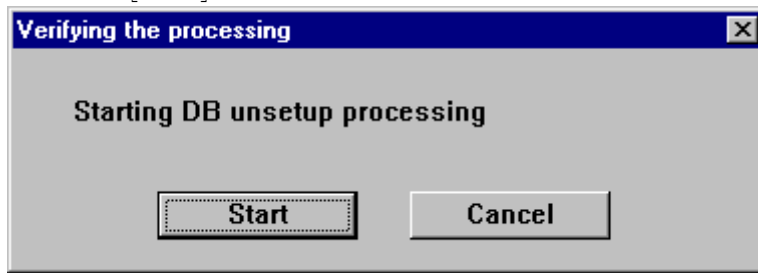 Verifying the processing
Starting DB unsetup processing
Start
Cancel